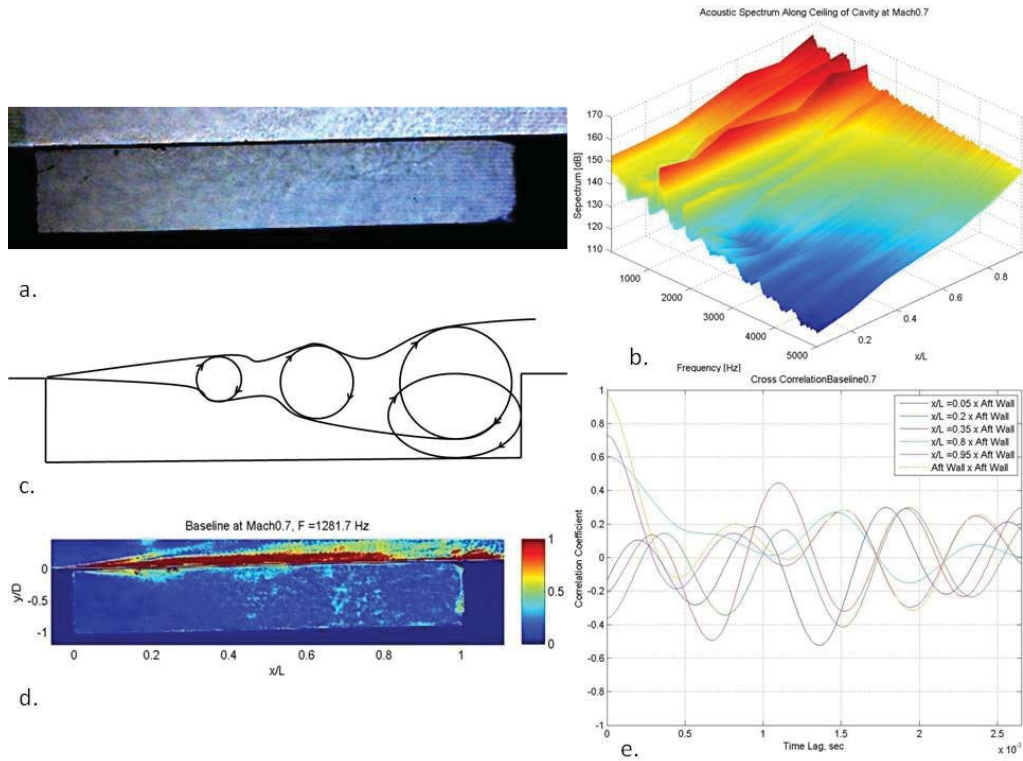 a.
Acoustic Spectrum Along Ceiling of Cavity at Mach0.7
Sepectrum [dB]
170
160
150
140
130
120
110
1000
2000
3000
4000
5000
Frequency [Hz]
0.2
0.4
0.6
0.8
x/L
b.
c.
Baseline at Mach0.7, F =1281.7 Hz
y/D
0
-0.5
-1
0
0.2
0.4
0.6
0.8
1
x/L
1
0.5
0
d.
Cross CorrelationBaseline0.7
Correlation Coefficient
1
0.8
0.6
0.4
0.2
0
-0.2
-0.4
-0.6
-0.8
-1
x/L =0.05 x Aft Wall
x/L =0.2 x Aft Wall
x/L =0.35 x Aft Wall
x/L =0.8 x Aft Wall
x/L =0.95 x Aft Wall
Aft Wall x Aft Wall
0
0.5
1
1.5
2
2.5
x 10⁻³
Time Lag, sec
e.